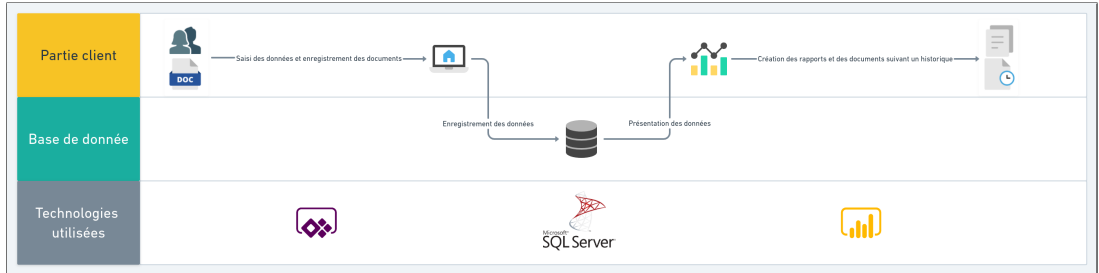 Partie client
DOC
Saisi des données et enregistrement des documents
Création des rapports et des documents suivant un historique
Base de donnée
Enregistrement des données
Présentation des données
Technologies
utilisées
Microsoft
SQL Server